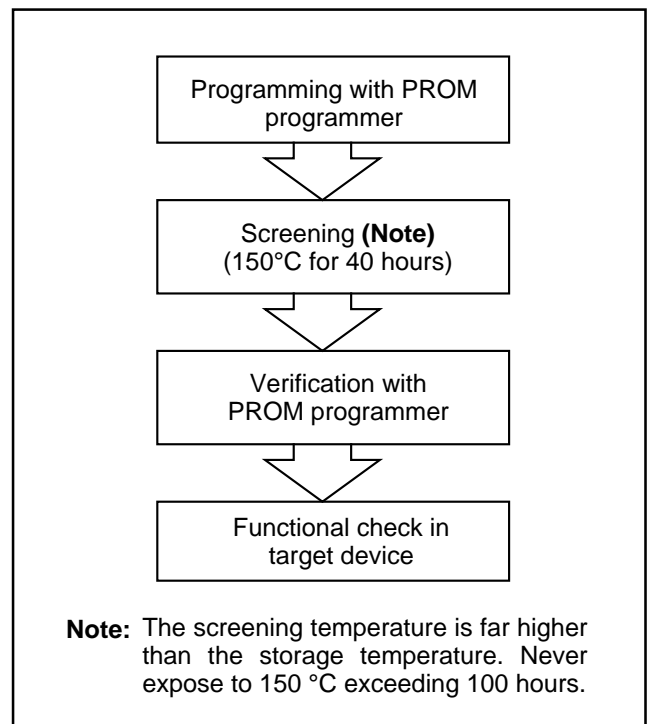 Programming with PROM
programmer
Screening (Note)
(150°C for 40 hours)
Verification with
PROM programmer
Functional check in
target device
Note: The screening temperature is far higher
than the storage temperature. Never
expose to 150 °C exceeding 100 hours.